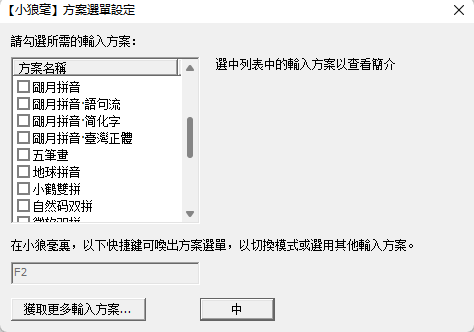 【小狼毫】方案選單設定
請勾選所需的輸入方案:
方案名稱
選中列表中的輸入方案以查看簡介
朙月拼音
朙月拼音·語句流
朙月拼音·简化字
朙月拼音·臺灣正體
五筆畫
地球拼音
小鶴雙拼
自然码双拼
微软双拼
在小狼毫裏，以下快捷鍵可喚出方案選單，以切換模式或選用其他輸入方案。
F2
獲取更多輸入方案...
中